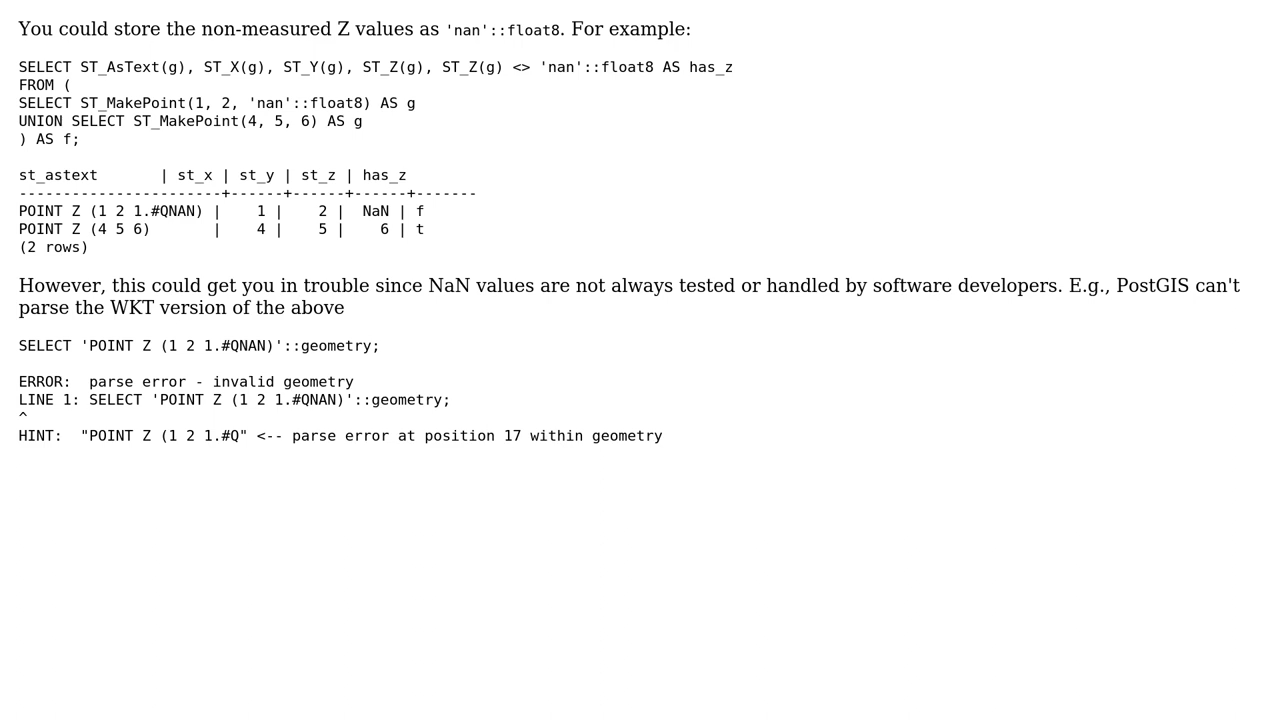 You could store the non-measured Z values as 'nan'::float8. For example:
SELECT ST_AsText(g), ST_X(g), ST_Y(g), ST_Z(g), ST_Z(g) <> 'nan'::float8 AS has_z
FROM (
SELECT ST_MakePoint(1, 2, 'nan'::float8) AS g
UNION SELECT ST_MakePoint(4, 5, 6) AS g
) AS f;
st_astext       | st_x | st_y | st_z | has_z
-----------------------+------+------+------+-------
POINT Z (1 2 1.#QNAN) |    1 |    2 |  NaN | f
POINT Z (4 5 6)       |    4 |    5 |    6 | t
(2 rows)
However, this could get you in trouble since NaN values are not always tested or handled by software developers. E.g., PostGIS can't
parse the WKT version of the above
SELECT 'POINT Z (1 2 1.#QNAN)'::geometry;
ERROR:  parse error - invalid geometry
LINE 1: SELECT 'POINT Z (1 2 1.#QNAN)'::geometry;
^
HINT:  "POINT Z (1 2 1.#Q" <-- parse error at position 17 within geometry